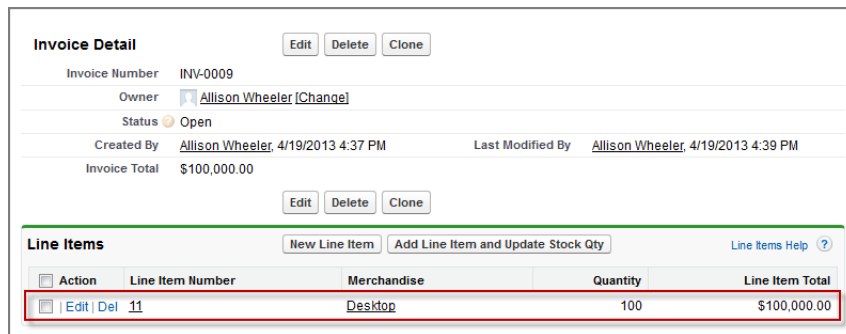 Invoice Detail Edit Delete Clone
Invoice Number INV-0009
Owner Allison Wheeler [Change]
Status ? Open
Created By Allison Wheeler, 4/19/2013 4:37 PM Last Modified By Allison Wheeler, 4/19/2013 4:39 PM
Invoice Total $100,000.00
Edit Delete Clone
Line Items New Line Item Add Line Item and Update Stock Qty Line Items Help ?
Action Line Item Number Merchandise Quantity Line Item Total
| Edit | Del 11 Desktop 100 $100,000.00